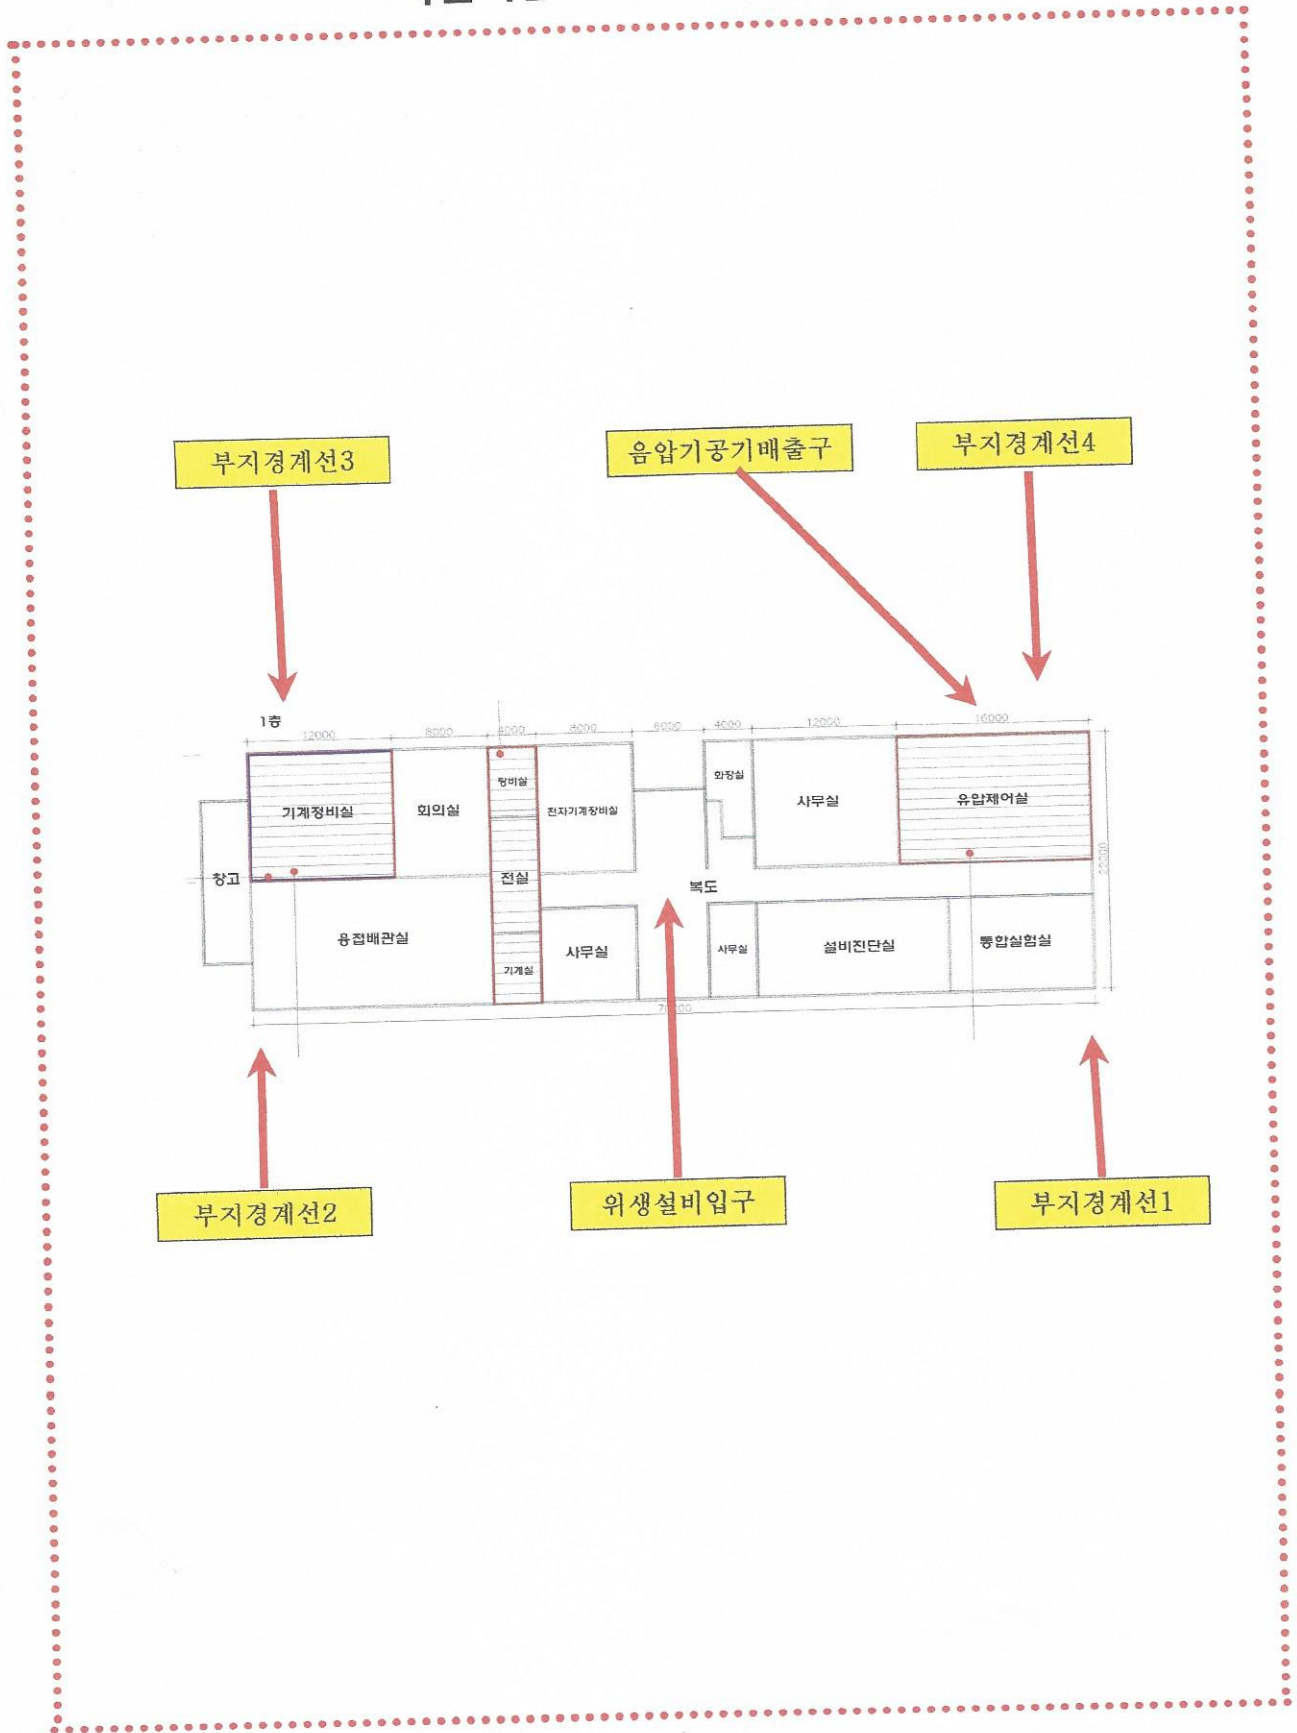 부지경계선3
음압기공기배출구
부지경계선4
1층
12000
8000
4000
8000
6000
4000
12000
16000
기계정비실
회의실
탕비실
전자기계장비실
화장실
사무실
유압제어실
창고
전실
복도
용접배관실
기계실
사무실
사무실
설비진단실
통합실험실
부지경계선2
위생설비입구
부지경계선1